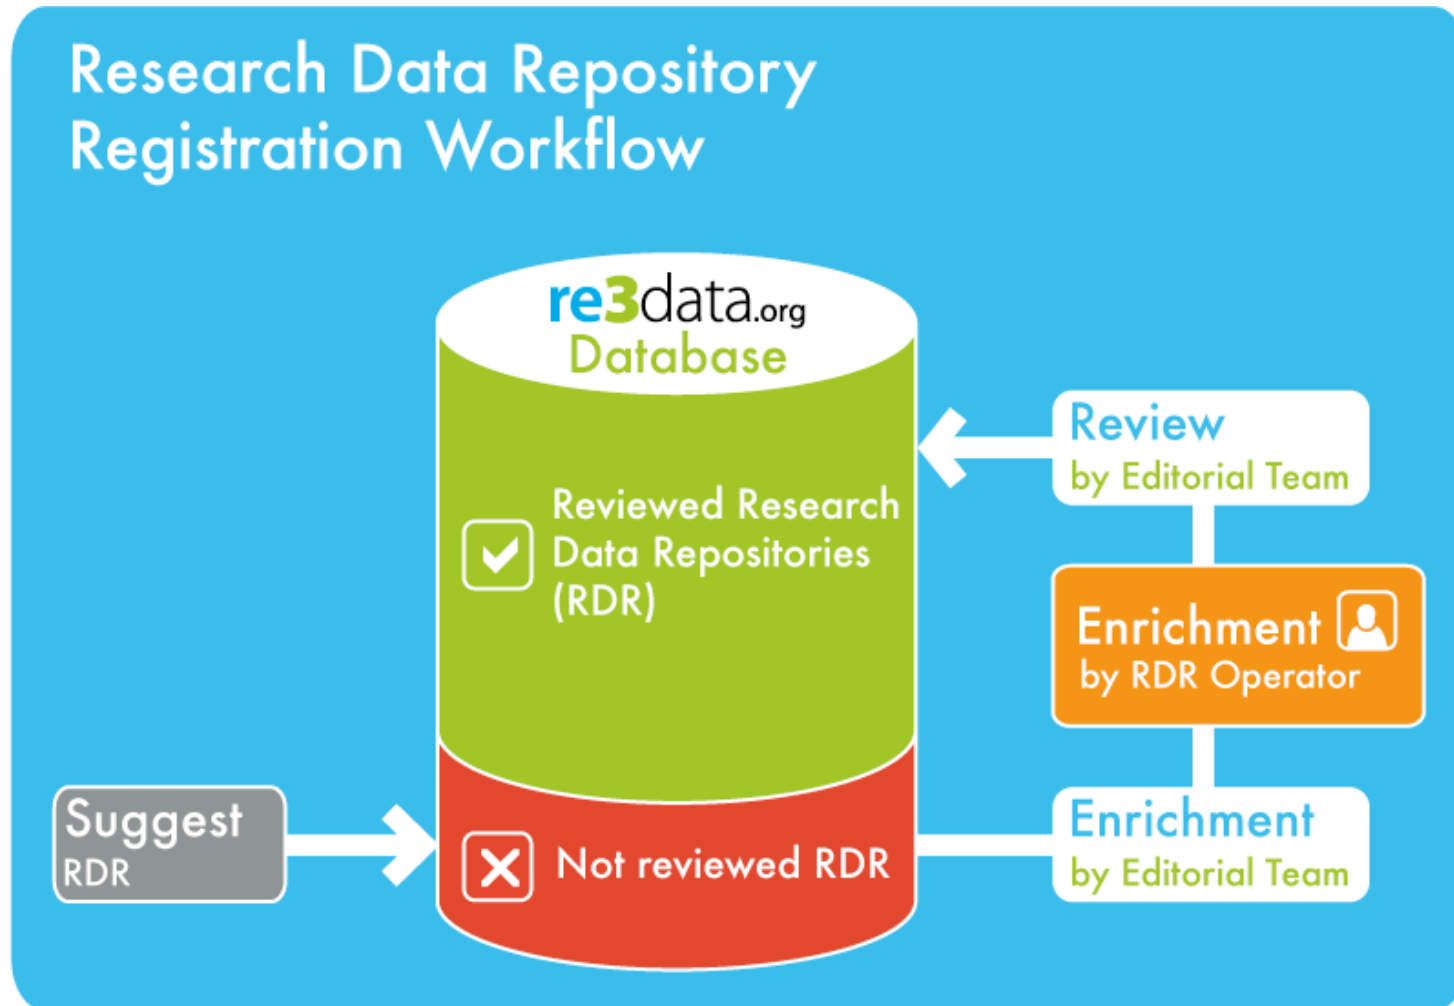 Research Data Repository
Registration Workflow
re3data.org
Database
Reviewed Research
Data Repositories
(RDR)
Not reviewed RDR
Suggest
RDR
Review
by Editorial Team
Enrichment
by RDR Operator
Enrichment
by Editorial Team